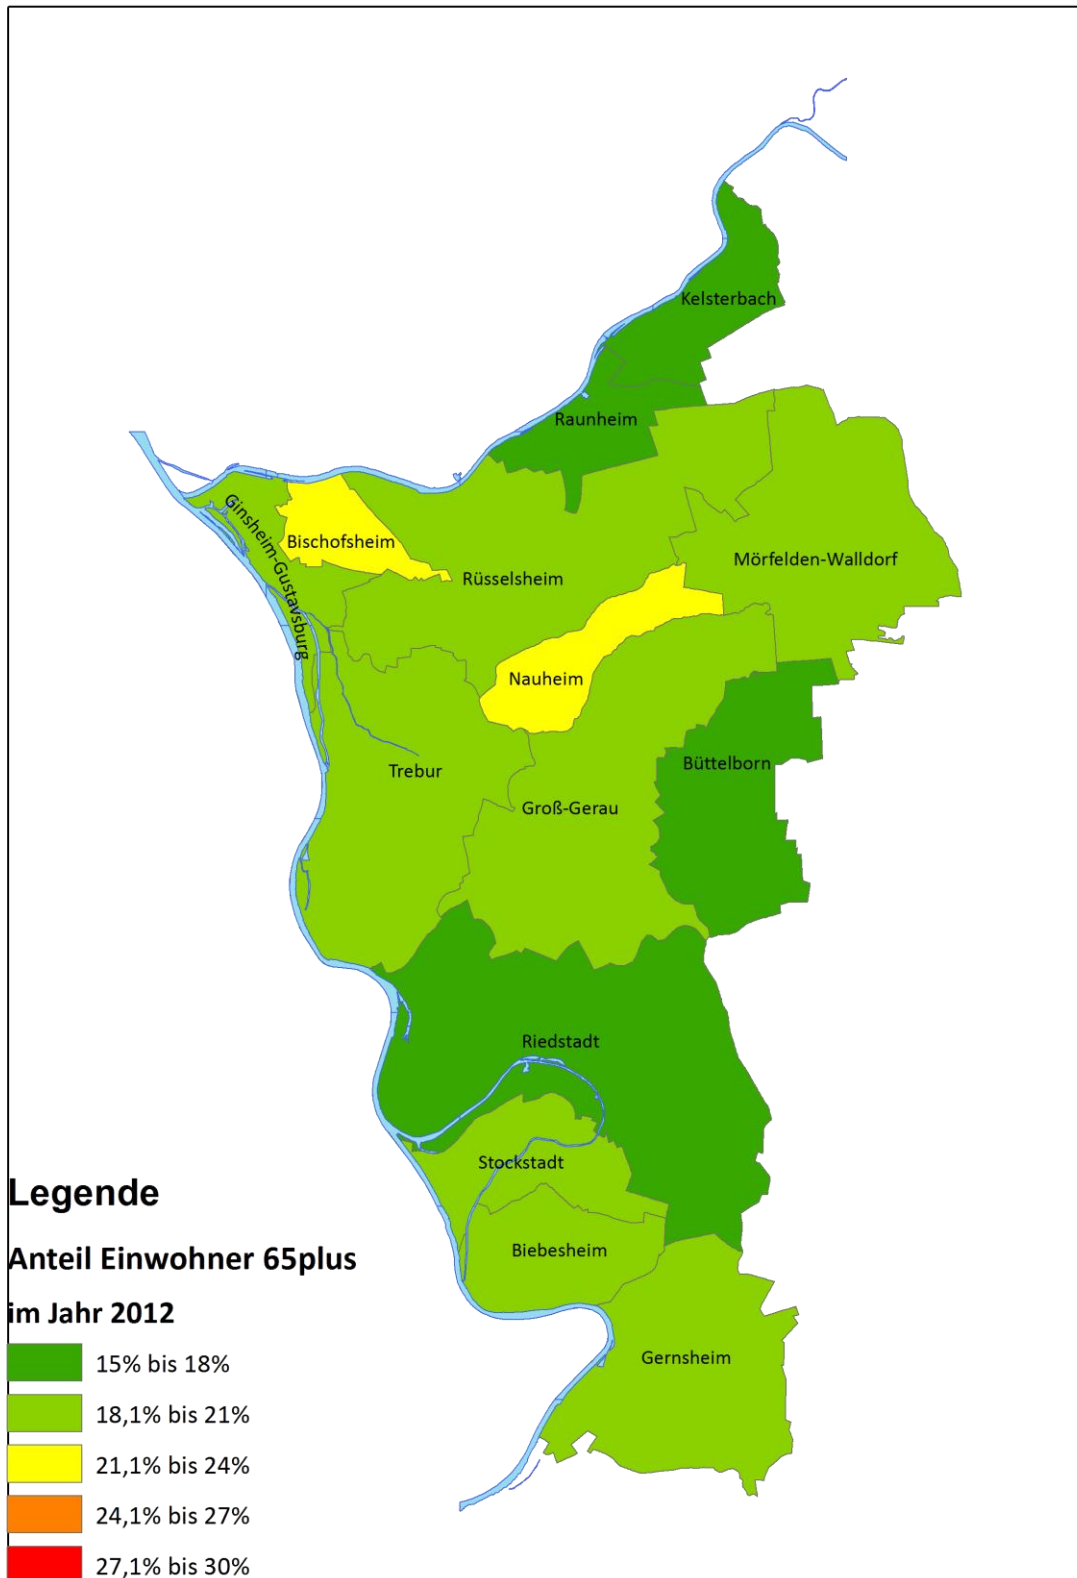 Kelsterbach
Raunheim
Ginsheim-Gustavsburg
Bischofsheim
Rüsselsheim
Mörfelden-Walldorf
Nauheim
Trebur
Büttelborn
Groß-Gerau
Riedstadt
Stockstadt
Biebesheim
Gernsheim
Legende
Anteil Einwohner 65plus
im Jahr 2012
15% bis 18%
18,1% bis 21%
21,1% bis 24%
24,1% bis 27%
27,1% bis 30%